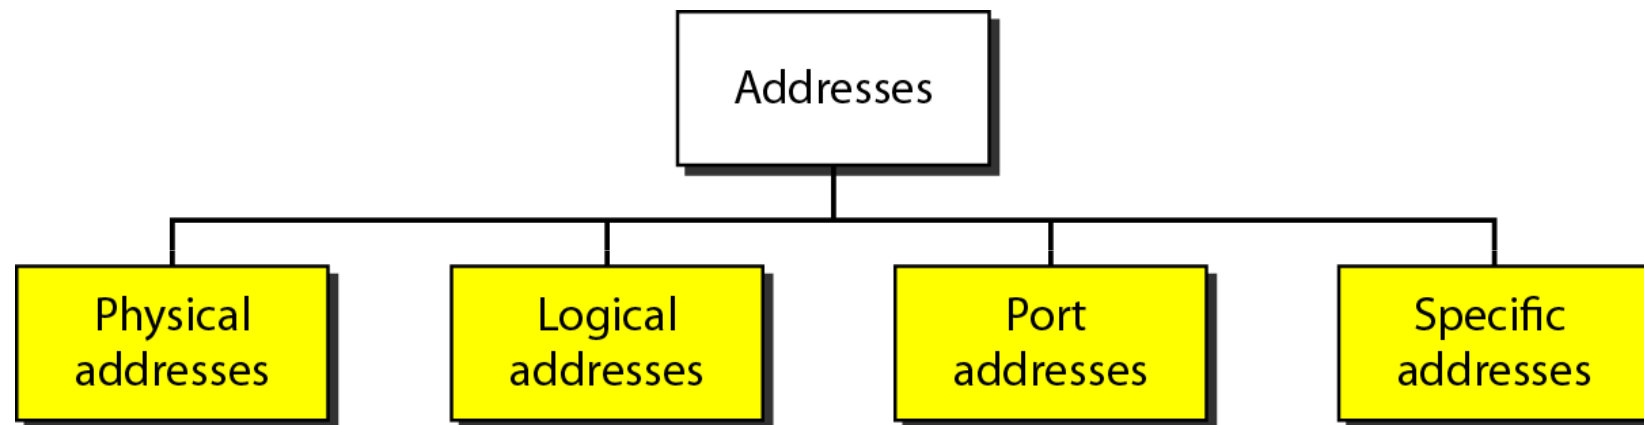 Addresses
Physical
addresses
Logical
addresses
Port
addresses
Specific
addresses